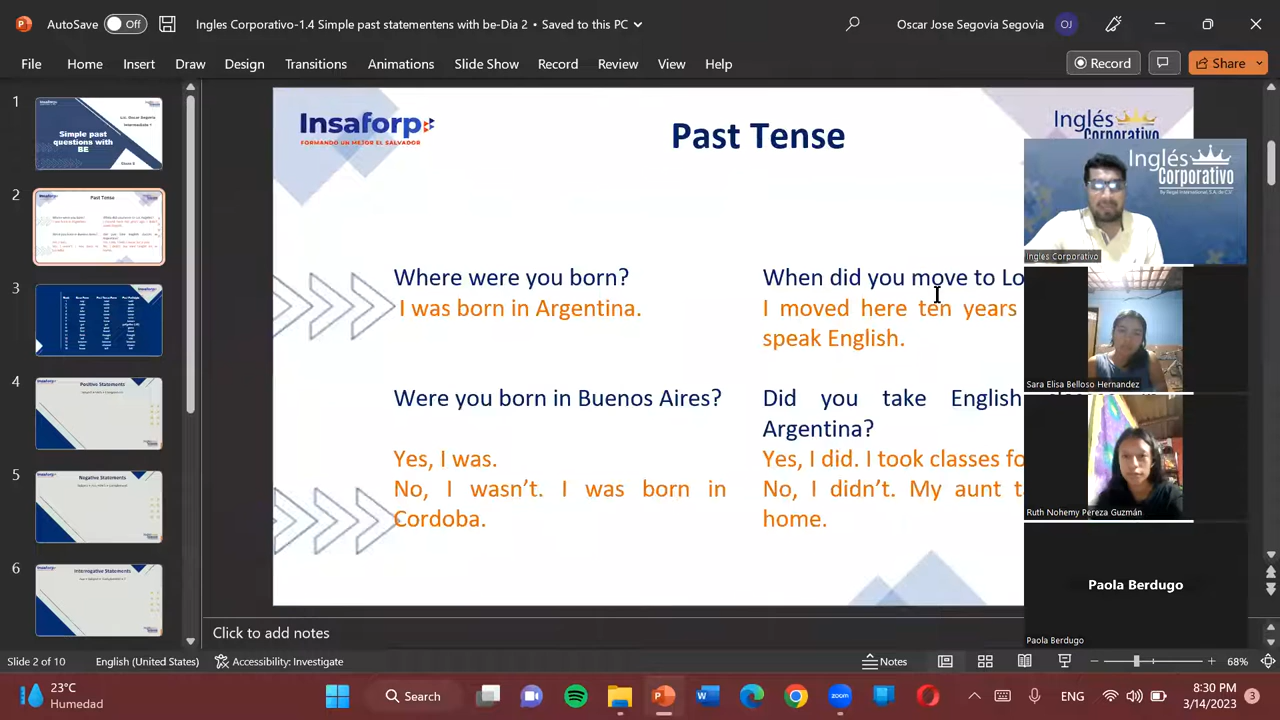 AutoSave Off Ingles Corporativo-1.4 Simple past statementens with be-Dia 2 • Saved to this PC Oscar Jose Segovia Segovia OJ
File Home Insert Draw Design Transitions Animations Slide Show Record Review View Help Record Share
1
Simple past
questions with
BE
2
Past Tense
3
4
Positive Statements
5
Negative Statements
6
Interrogative Statements
Insaforp
FORMANDO UN MEJOR EL SALVADOR
Past Tense
Inglés
Corporativo
Where were you born?
I was born in Argentina.
Were you born in Buenos Aires?
Yes, I was.
No, I wasn't. I was born in
Cordoba.
When did you move to Lo
I moved here ten years
speak English.
Did you take English
Argentina?
Yes, I did. I took classes fo
No, I didn't. My aunt t
home.
Inglés
Corporativo
By Regal International, S.A. de C.V.
Ingles Corporativo
Sara Elisa Belloso Hernandez
Ruth Nohemy Pereza Guzmán
Paola Berdugo
Paola Berdugo
Click to add notes
Slide 2 of 10 English (United States) Accessibility: Investigate Notes 68%
23°C
Humedad
Search
ENG
8:30 PM
3/14/2023
3